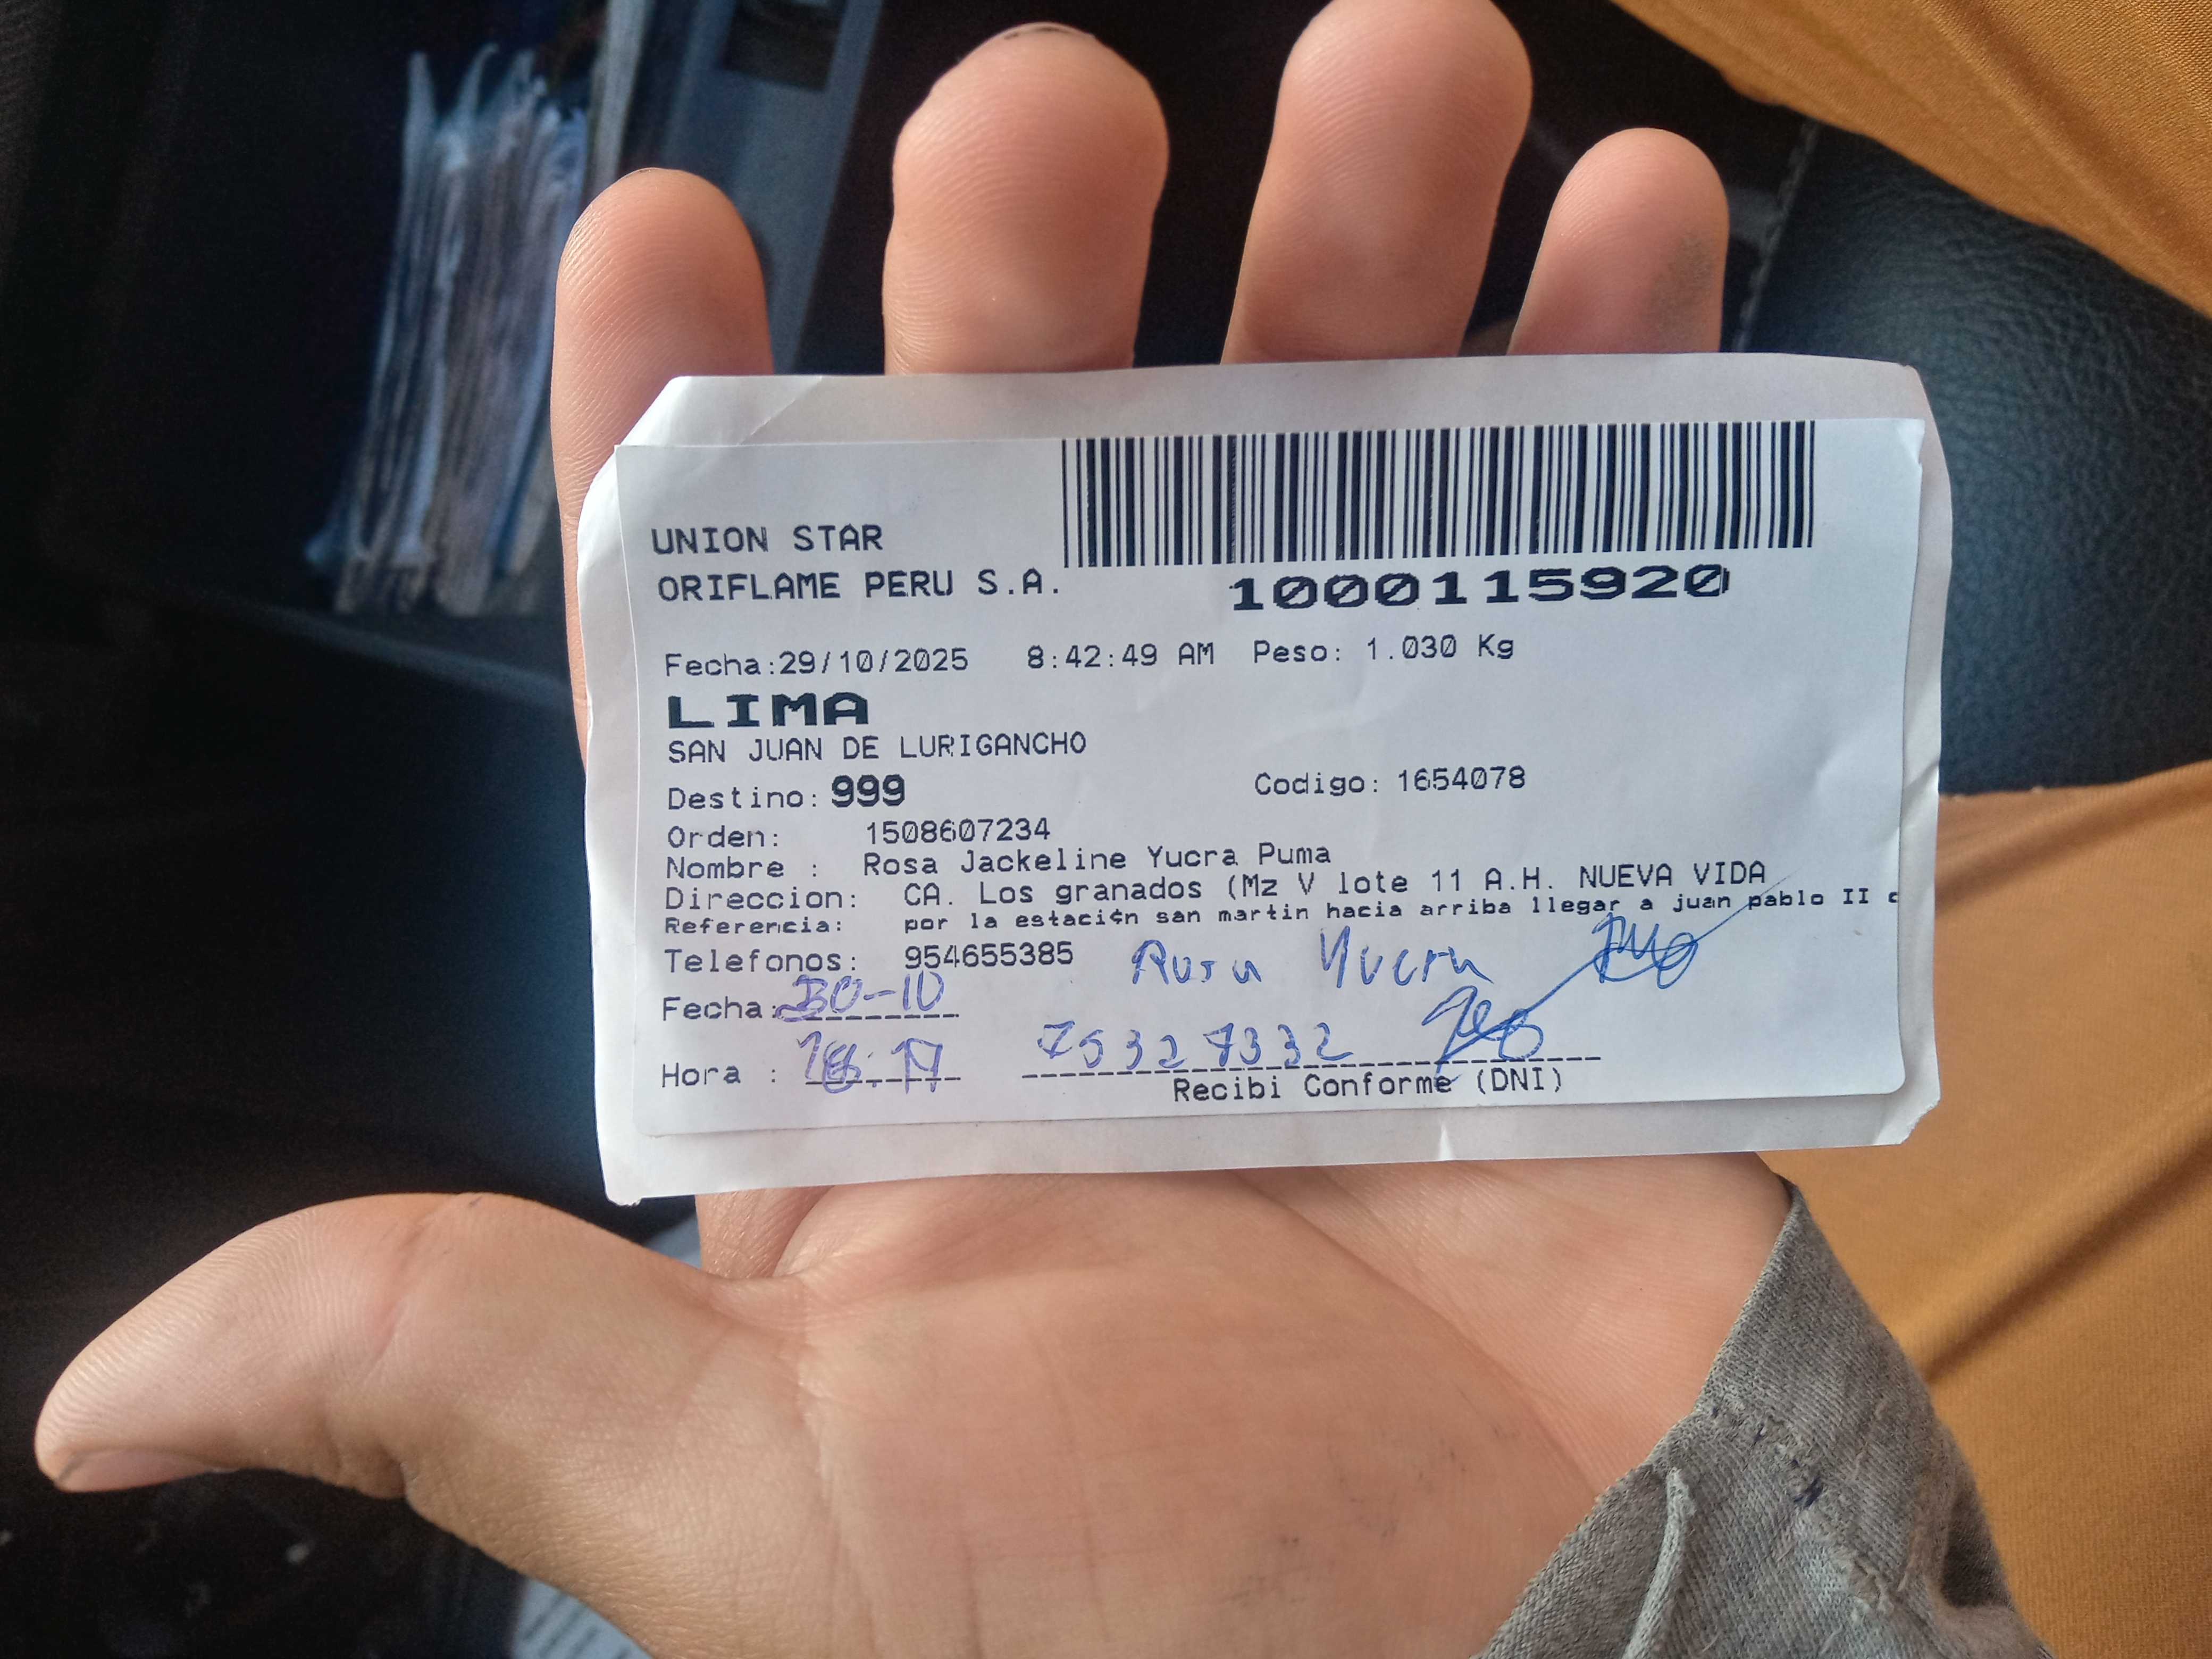 UNION STAR
ORIFLAME PERU S.A.
1000115920
Fecha:29/10/2025 8:42:49 AM Peso: 1.030 Kg
LIMA
SAN JUAN DE LURIGANCHO
Destino: 999 Codigo: 1654078
Orden: 1508607234
Nombre : Rosa Jackeline Yucra Puma
Direccion: CA. Los granados (Mz V lote 11 A.H. NUEVA VIDA
Referencia: por la estaci¢n san martin hacia arriba llegar a juan pablo II c
Telefonos: 954655385 Rosa Yucra
Fecha: 30-10
Hora : 75327332
Recibi Conforme (DNI)